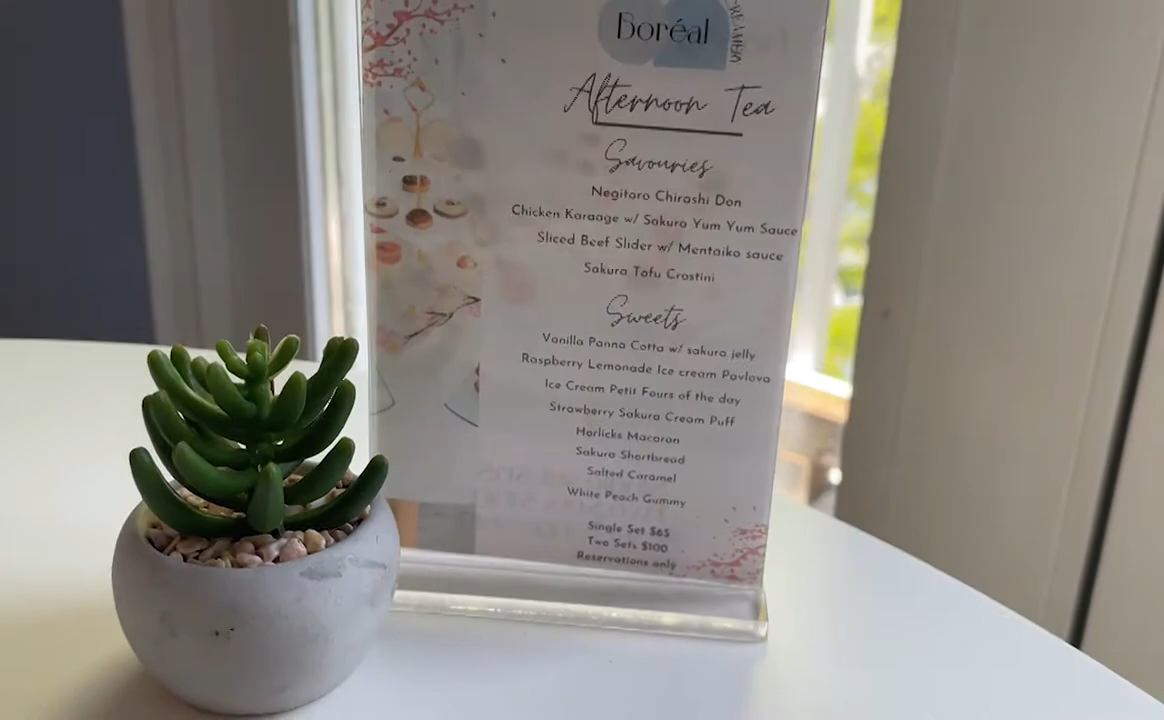 Boréal
CREAMERY
Afternoon Tea
Savouries
Negitoro Chirashi Don
Chicken Karaage w/ Sakura Yum Yum Sauce
Sliced Beef Slider w/ Mentaiko sauce
Sakura Tofu Crostini
Sweets
Vanilla Panna Cotta w/ sakura jelly
Raspberry Lemonade Ice cream Pavlova
Ice Cream Petit Fours of the day
Strawberry Sakura Cream Puff
Horlicks Macaron
Sakura Shortbread
Salted Caramel
White Peach Gummy
Single Set $65
Two Sets $100
Reservations only